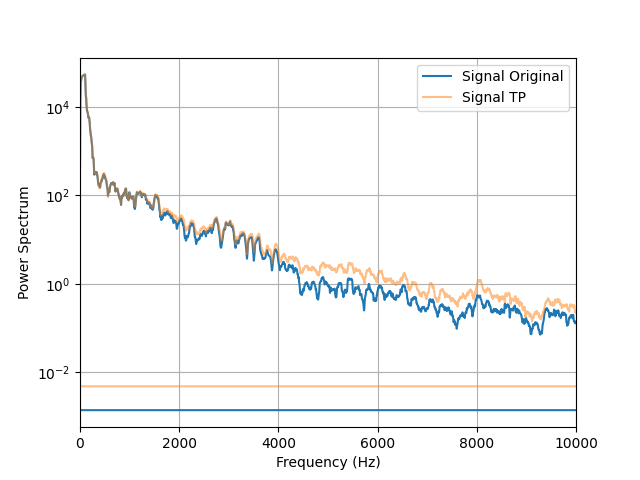 Signal Original
Signal TP
Power Spectrum
10^4
10^2
10^0
10^-2
0 2000 4000 6000 8000 10000
Frequency (Hz)